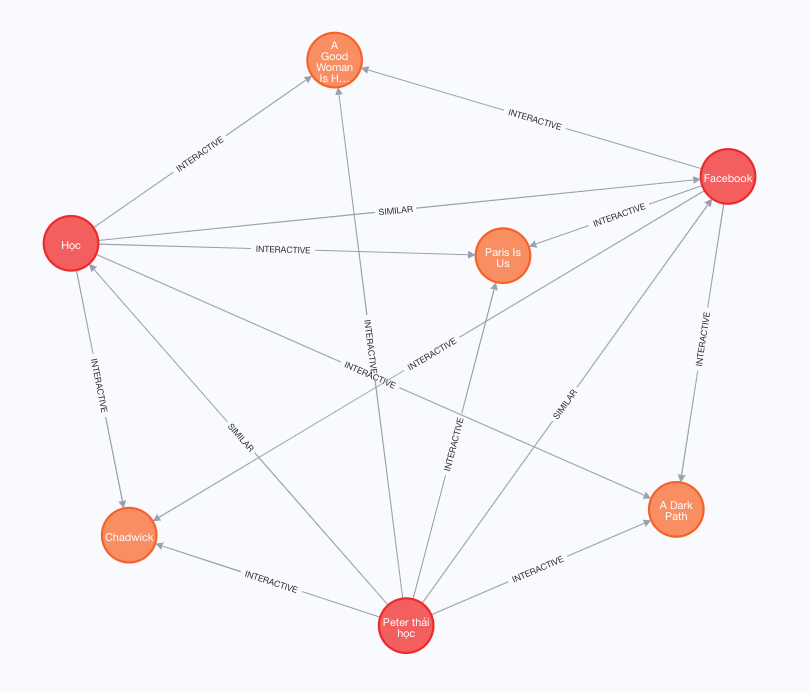 A
Good
Woman
Is H...
INTERACTIVE
INTERACTIVE
Facebook
SIMILAR
INTERACTIVE
Học
INTERACTIVE
Paris Is
Us
INTERACTIVE
INTERACTIVE
INTERACTIVE
INTERACTIVE
INTERACTIVE
SIMILAR
SIMILAR
INTERACTIVE
A Dark
Path
Chadwick
INTERACTIVE
INTERACTIVE
Peter thái
học